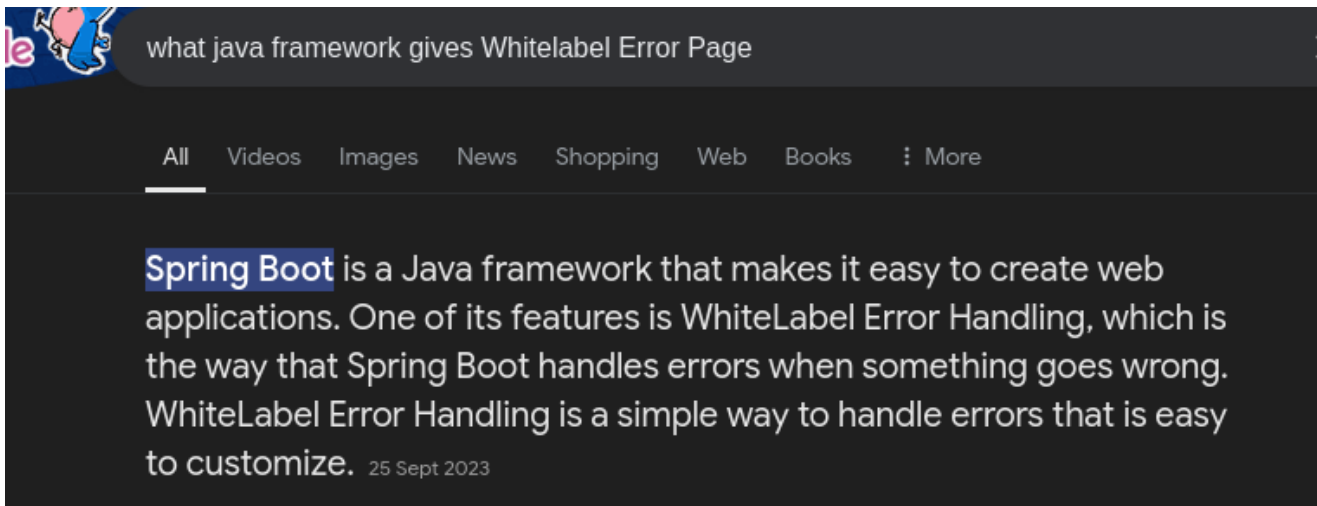 le
what java framework gives Whitelabel Error Page
All Videos Images News Shopping Web Books More
Spring Boot is a Java framework that makes it easy to create web
applications. One of its features is WhiteLabel Error Handling, which is
the way that Spring Boot handles errors when something goes wrong.
WhiteLabel Error Handling is a simple way to handle errors that is easy
to customize. 25 Sept 2023